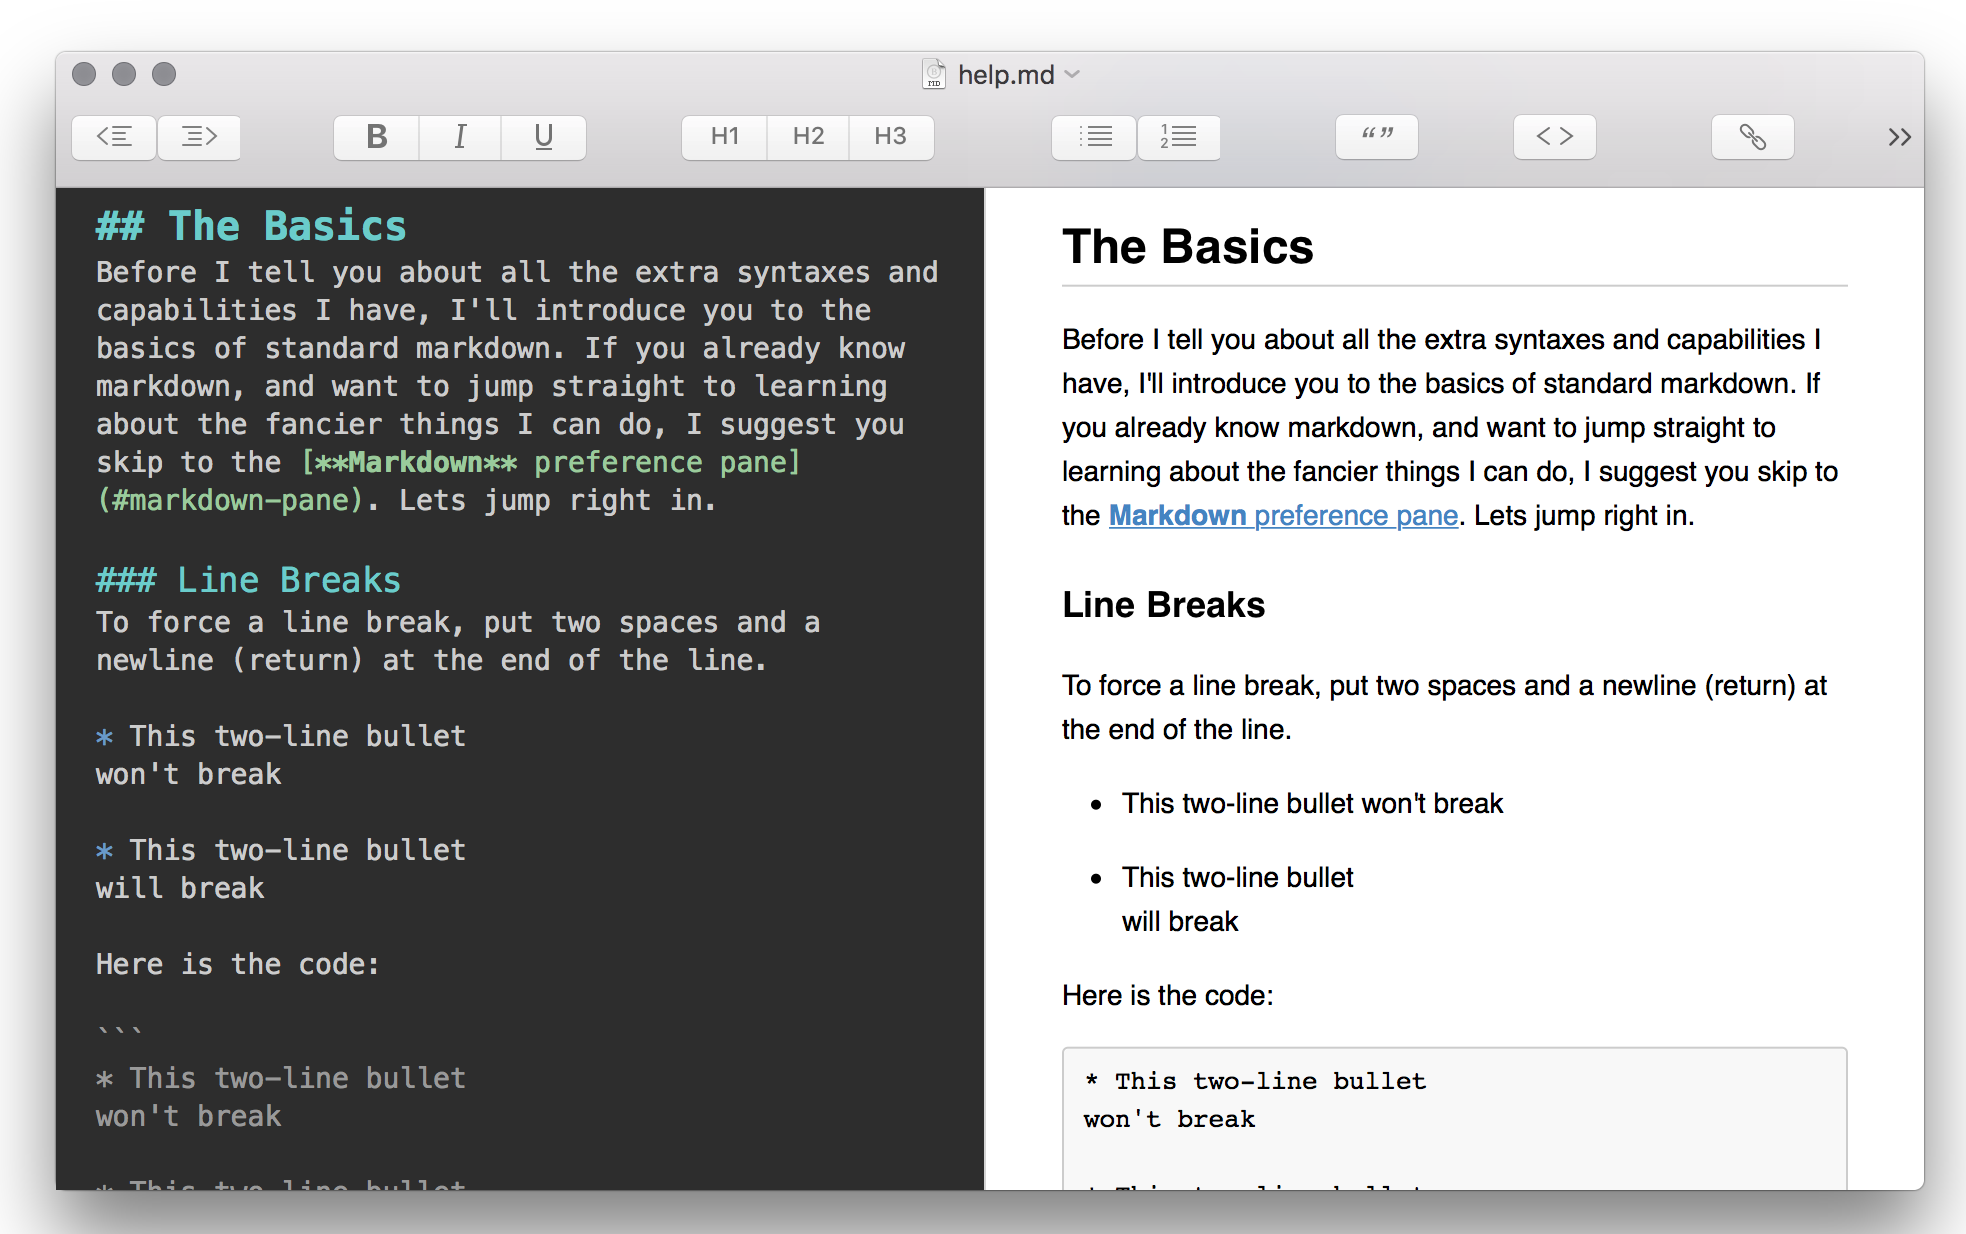 help.md
B I U H1 H2 H3 1 2 “” < >
## The Basics
Before I tell you about all the extra syntaxes and
capabilities I have, I'll introduce you to the
basics of standard markdown. If you already know
markdown, and want to jump straight to learning
about the fancier things I can do, I suggest you
skip to the [**Markdown** preference pane]
(#markdown-pane). Lets jump right in.
### Line Breaks
To force a line break, put two spaces and a
newline (return) at the end of the line.
* This two-line bullet
won't break
* This two-line bullet
will break
Here is the code:
```
* This two-line bullet
won't break
* This two-line bullet
The Basics
Before I tell you about all the extra syntaxes and capabilities I
have, I'll introduce you to the basics of standard markdown. If
you already know markdown, and want to jump straight to
learning about the fancier things I can do, I suggest you skip to
the Markdown preference pane. Lets jump right in.
Line Breaks
To force a line break, put two spaces and a newline (return) at
the end of the line.
• This two-line bullet won't break
• This two-line bullet
will break
Here is the code:
* This two-line bullet
won't break
* This two-line bullet